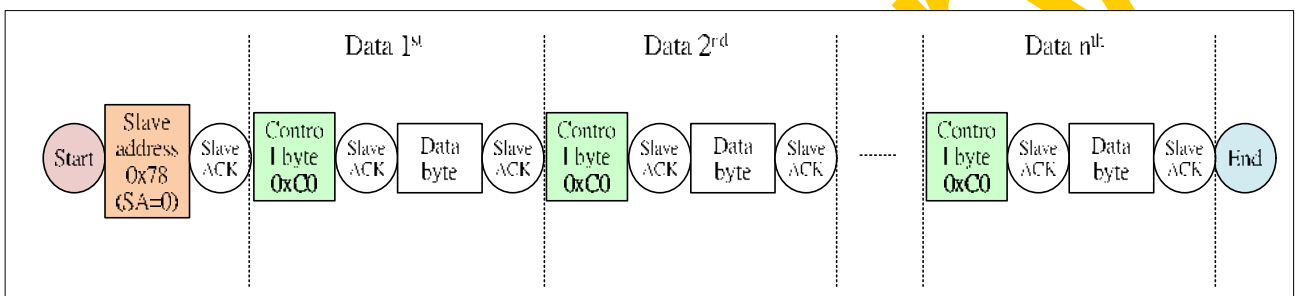 Data 1st
Data 2rd
Data nth
Start
Slave
address
0x78
(SA=0)
Slave
ACK
Contro
l byte
0xC0
Slave
ACK
Data
byte
Slave
ACK
Contro
l byte
0xC0
Slave
ACK
Data
byte
Slave
ACK
........
Contro
l byte
0xC0
Slave
ACK
Data
byte
Slave
ACK
End